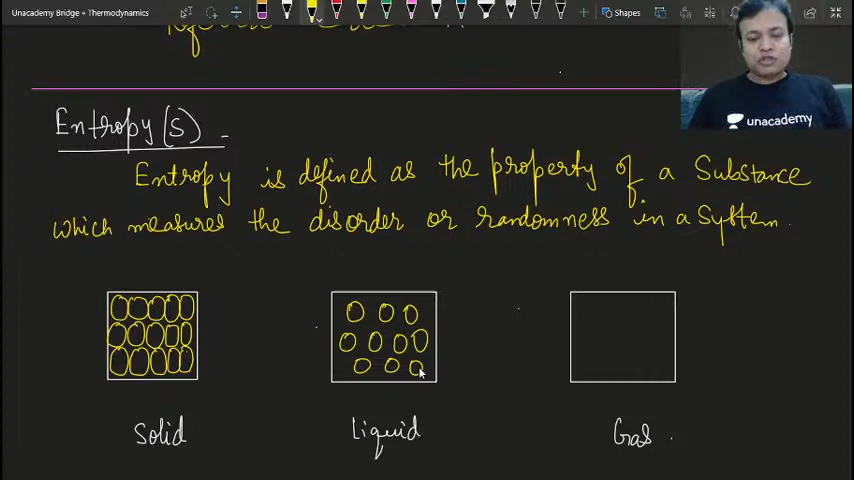 Unacademy Bridge + Thermodynamics
Shapes
unacademy
Entropy (S) -
Entropy is defined as the property of a Substance
which measures the disorder or randomness in a System.
Solid
Liquid
Gas